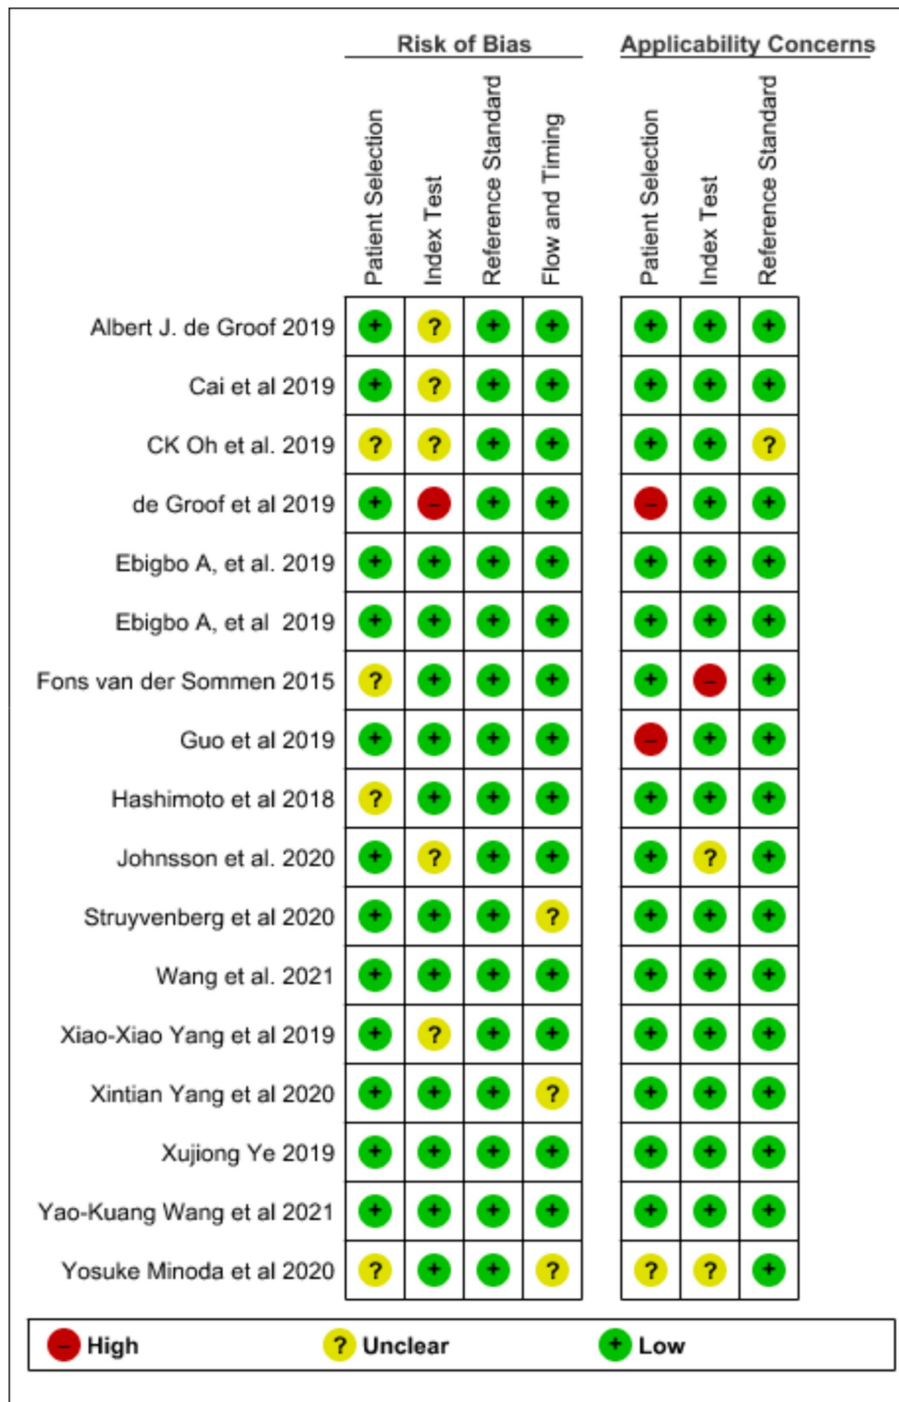 Risk of Bias
Applicability Concerns
Patient Selection
Index Test
Reference Standard
Flow and Timing
Patient Selection
Index Test
Reference Standard
Albert J. de Groof 2019 + ? + + + + +
Cai et al 2019 + ? + + + + +
CK Oh et al. 2019 ? ? + + + + ?
de Groof et al 2019 + – + + – + +
Ebigbo A, et al. 2019 + + + + + + +
Ebigbo A, et al  2019 + + + + + + +
Fons van der Sommen 2015 ? + + + + – +
Guo et al 2019 + + + + – + +
Hashimoto et al 2018 ? + + + + + +
Johnsson et al. 2020 + ? + + + ? +
Struyvenberg et al 2020 + + + ? + + +
Wang et al. 2021 + + + + + + +
Xiao-Xiao Yang et al 2019 + ? + + + + +
Xintian Yang et al 2020 + + + ? + + +
Xujiong Ye 2019 + + + + + + +
Yao-Kuang Wang et al 2021 + + + + + + +
Yosuke Minoda et al 2020 ? + + ? ? ? +
– High ? Unclear + Low